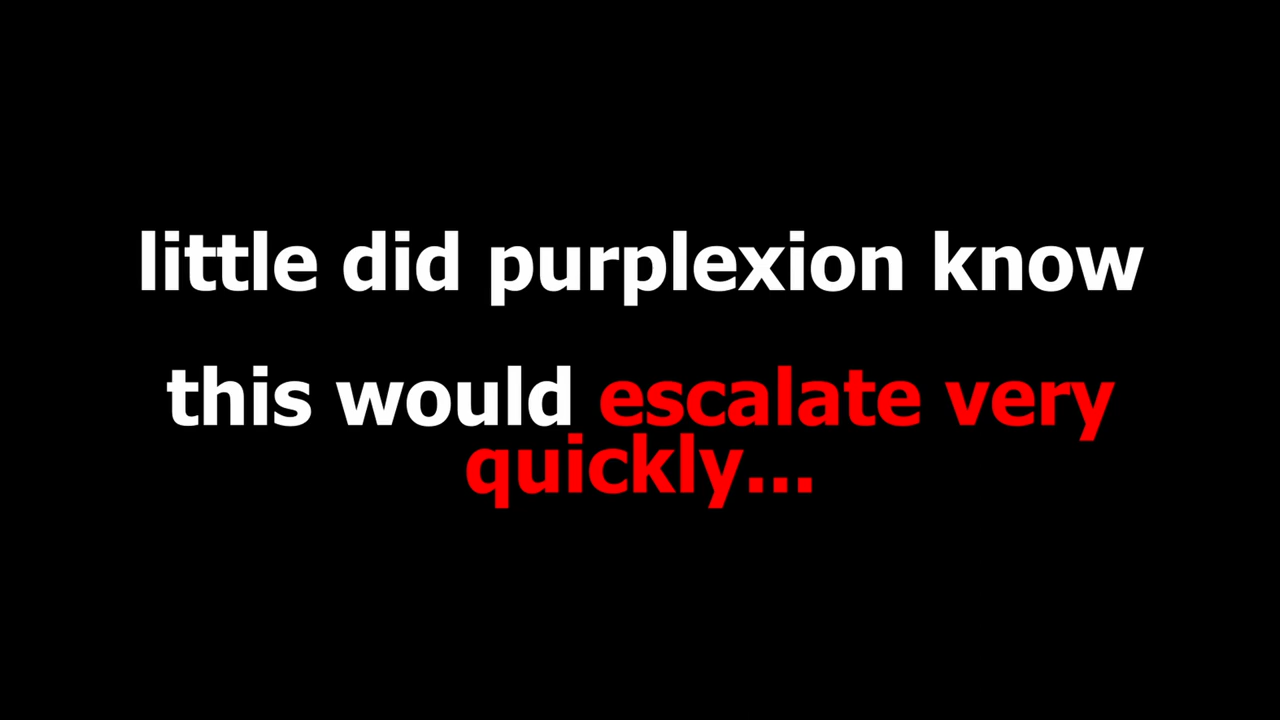 little did purplexion know
this would escalate very
quickly...